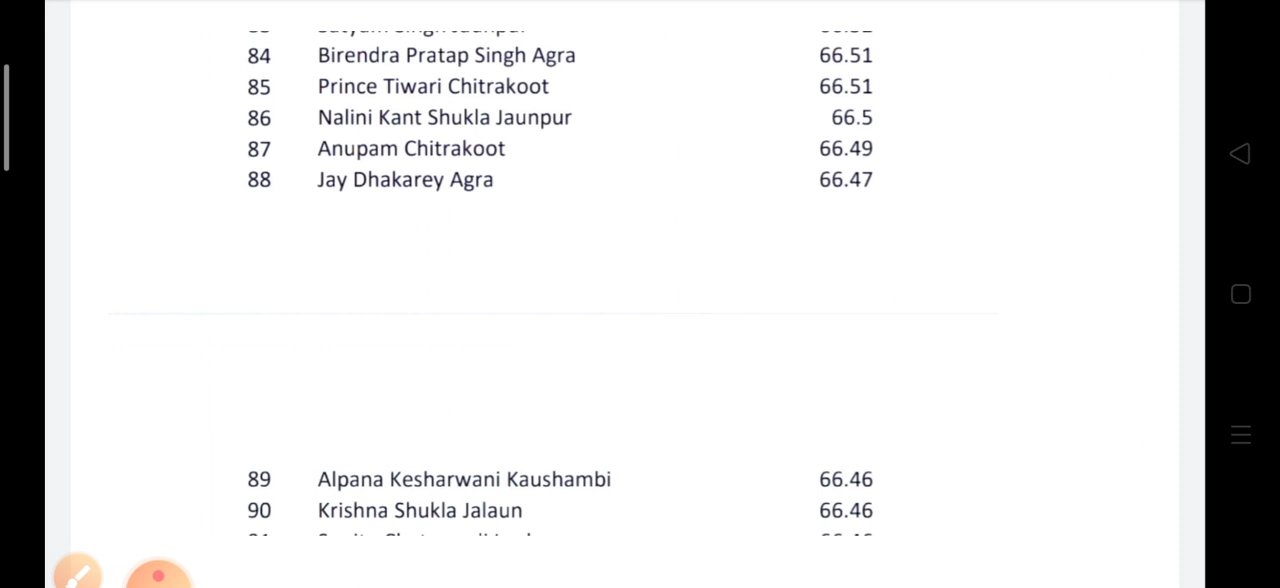 84 Birendra Pratap Singh Agra 66.51
85 Prince Tiwari Chitrakoot 66.51
86 Nalini Kant Shukla Jaunpur 66.5
87 Anupam Chitrakoot 66.49
88 Jay Dhakarey Agra 66.47
89 Alpana Kesharwani Kaushambi 66.46
90 Krishna Shukla Jalaun 66.46